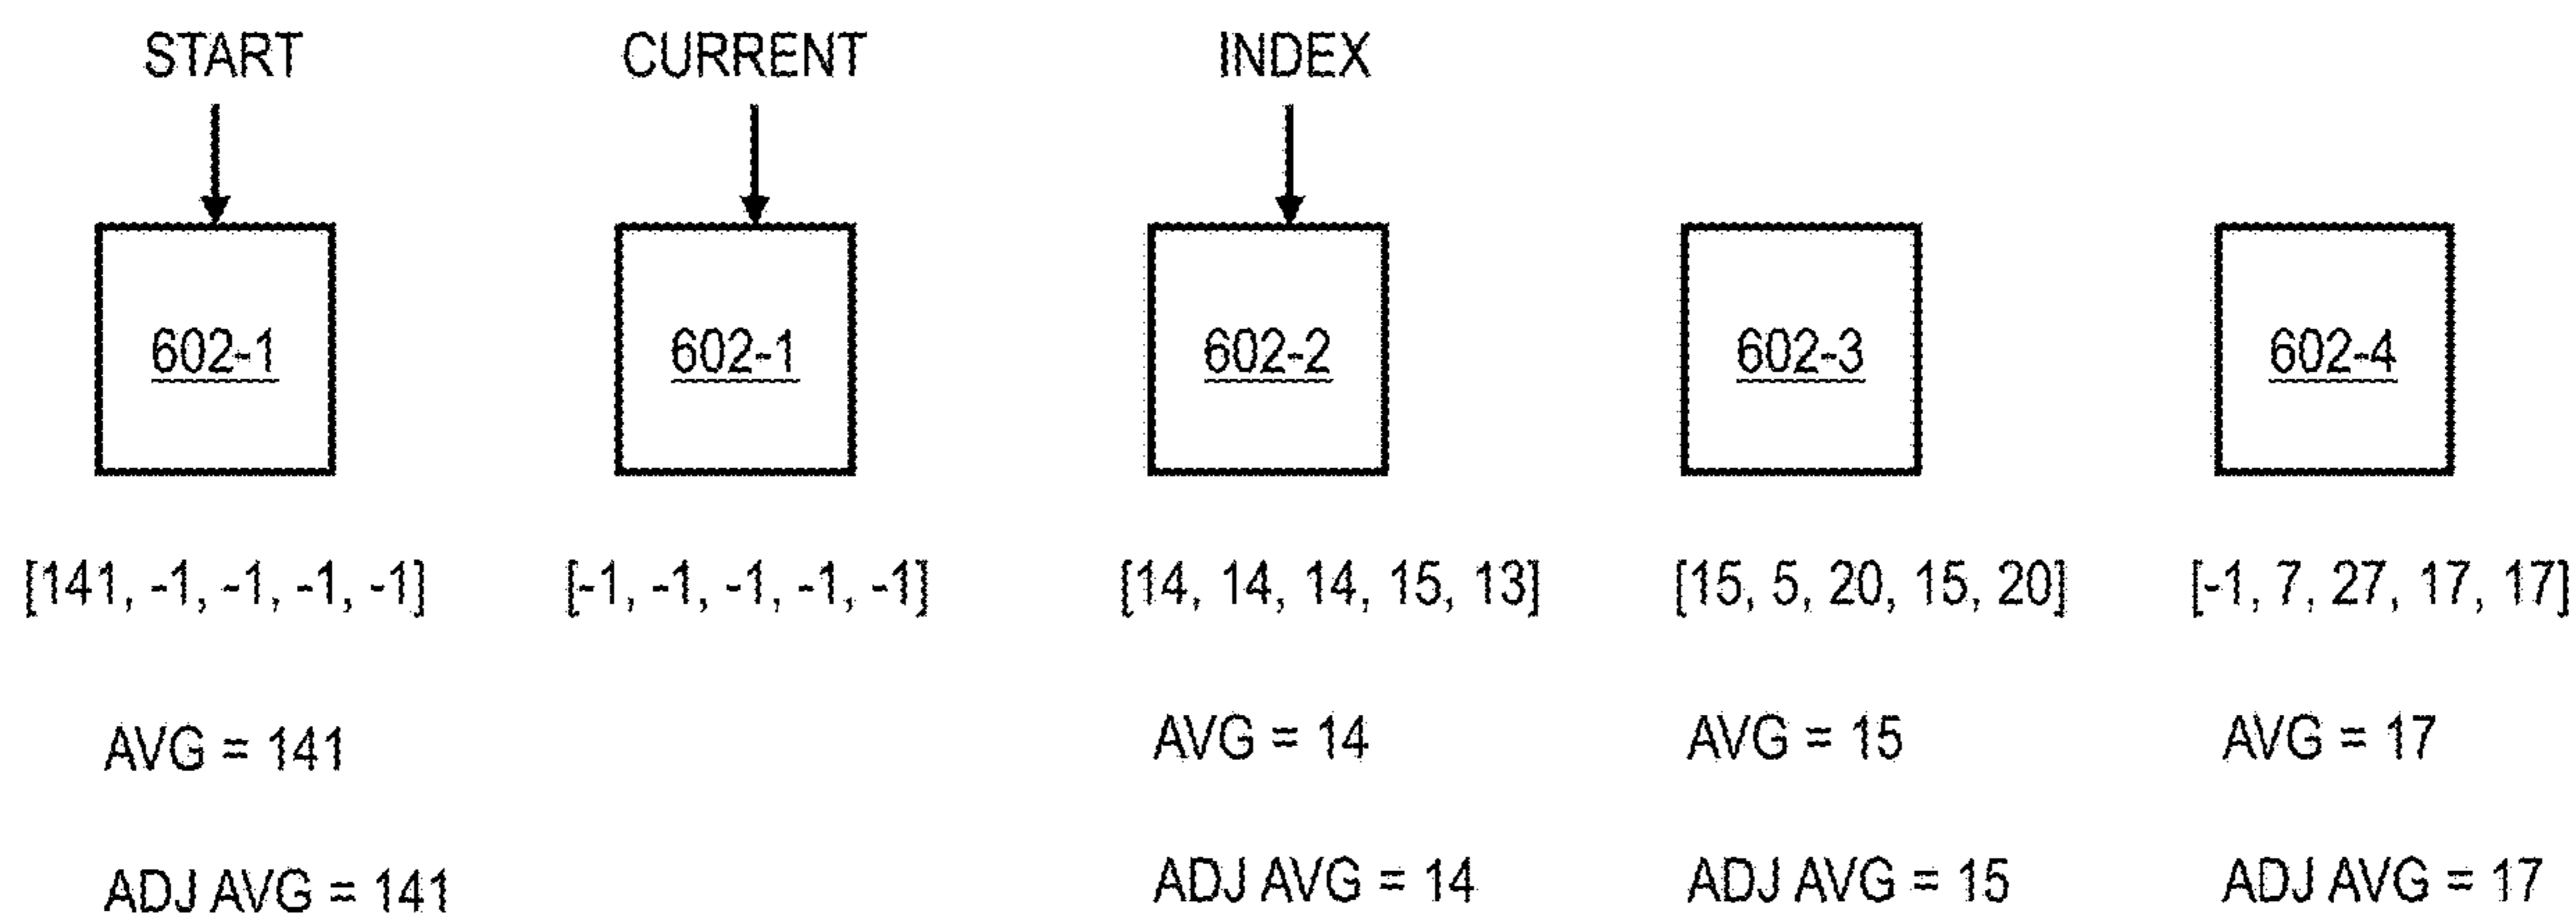 START CURRENT INDEX
602-1 602-1 602-2 602-3 602-4
[141, -1, -1, -1, -1] [-1, -1, -1, -1, -1] [14, 14, 14, 15, 13] [15, 5, 20, 15, 20] [-1, 7, 27, 17, 17]
AVG = 141 AVG = 14 AVG = 15 AVG = 17
ADJ AVG = 141 ADJ AVG = 14 ADJ AVG = 15 ADJ AVG = 17